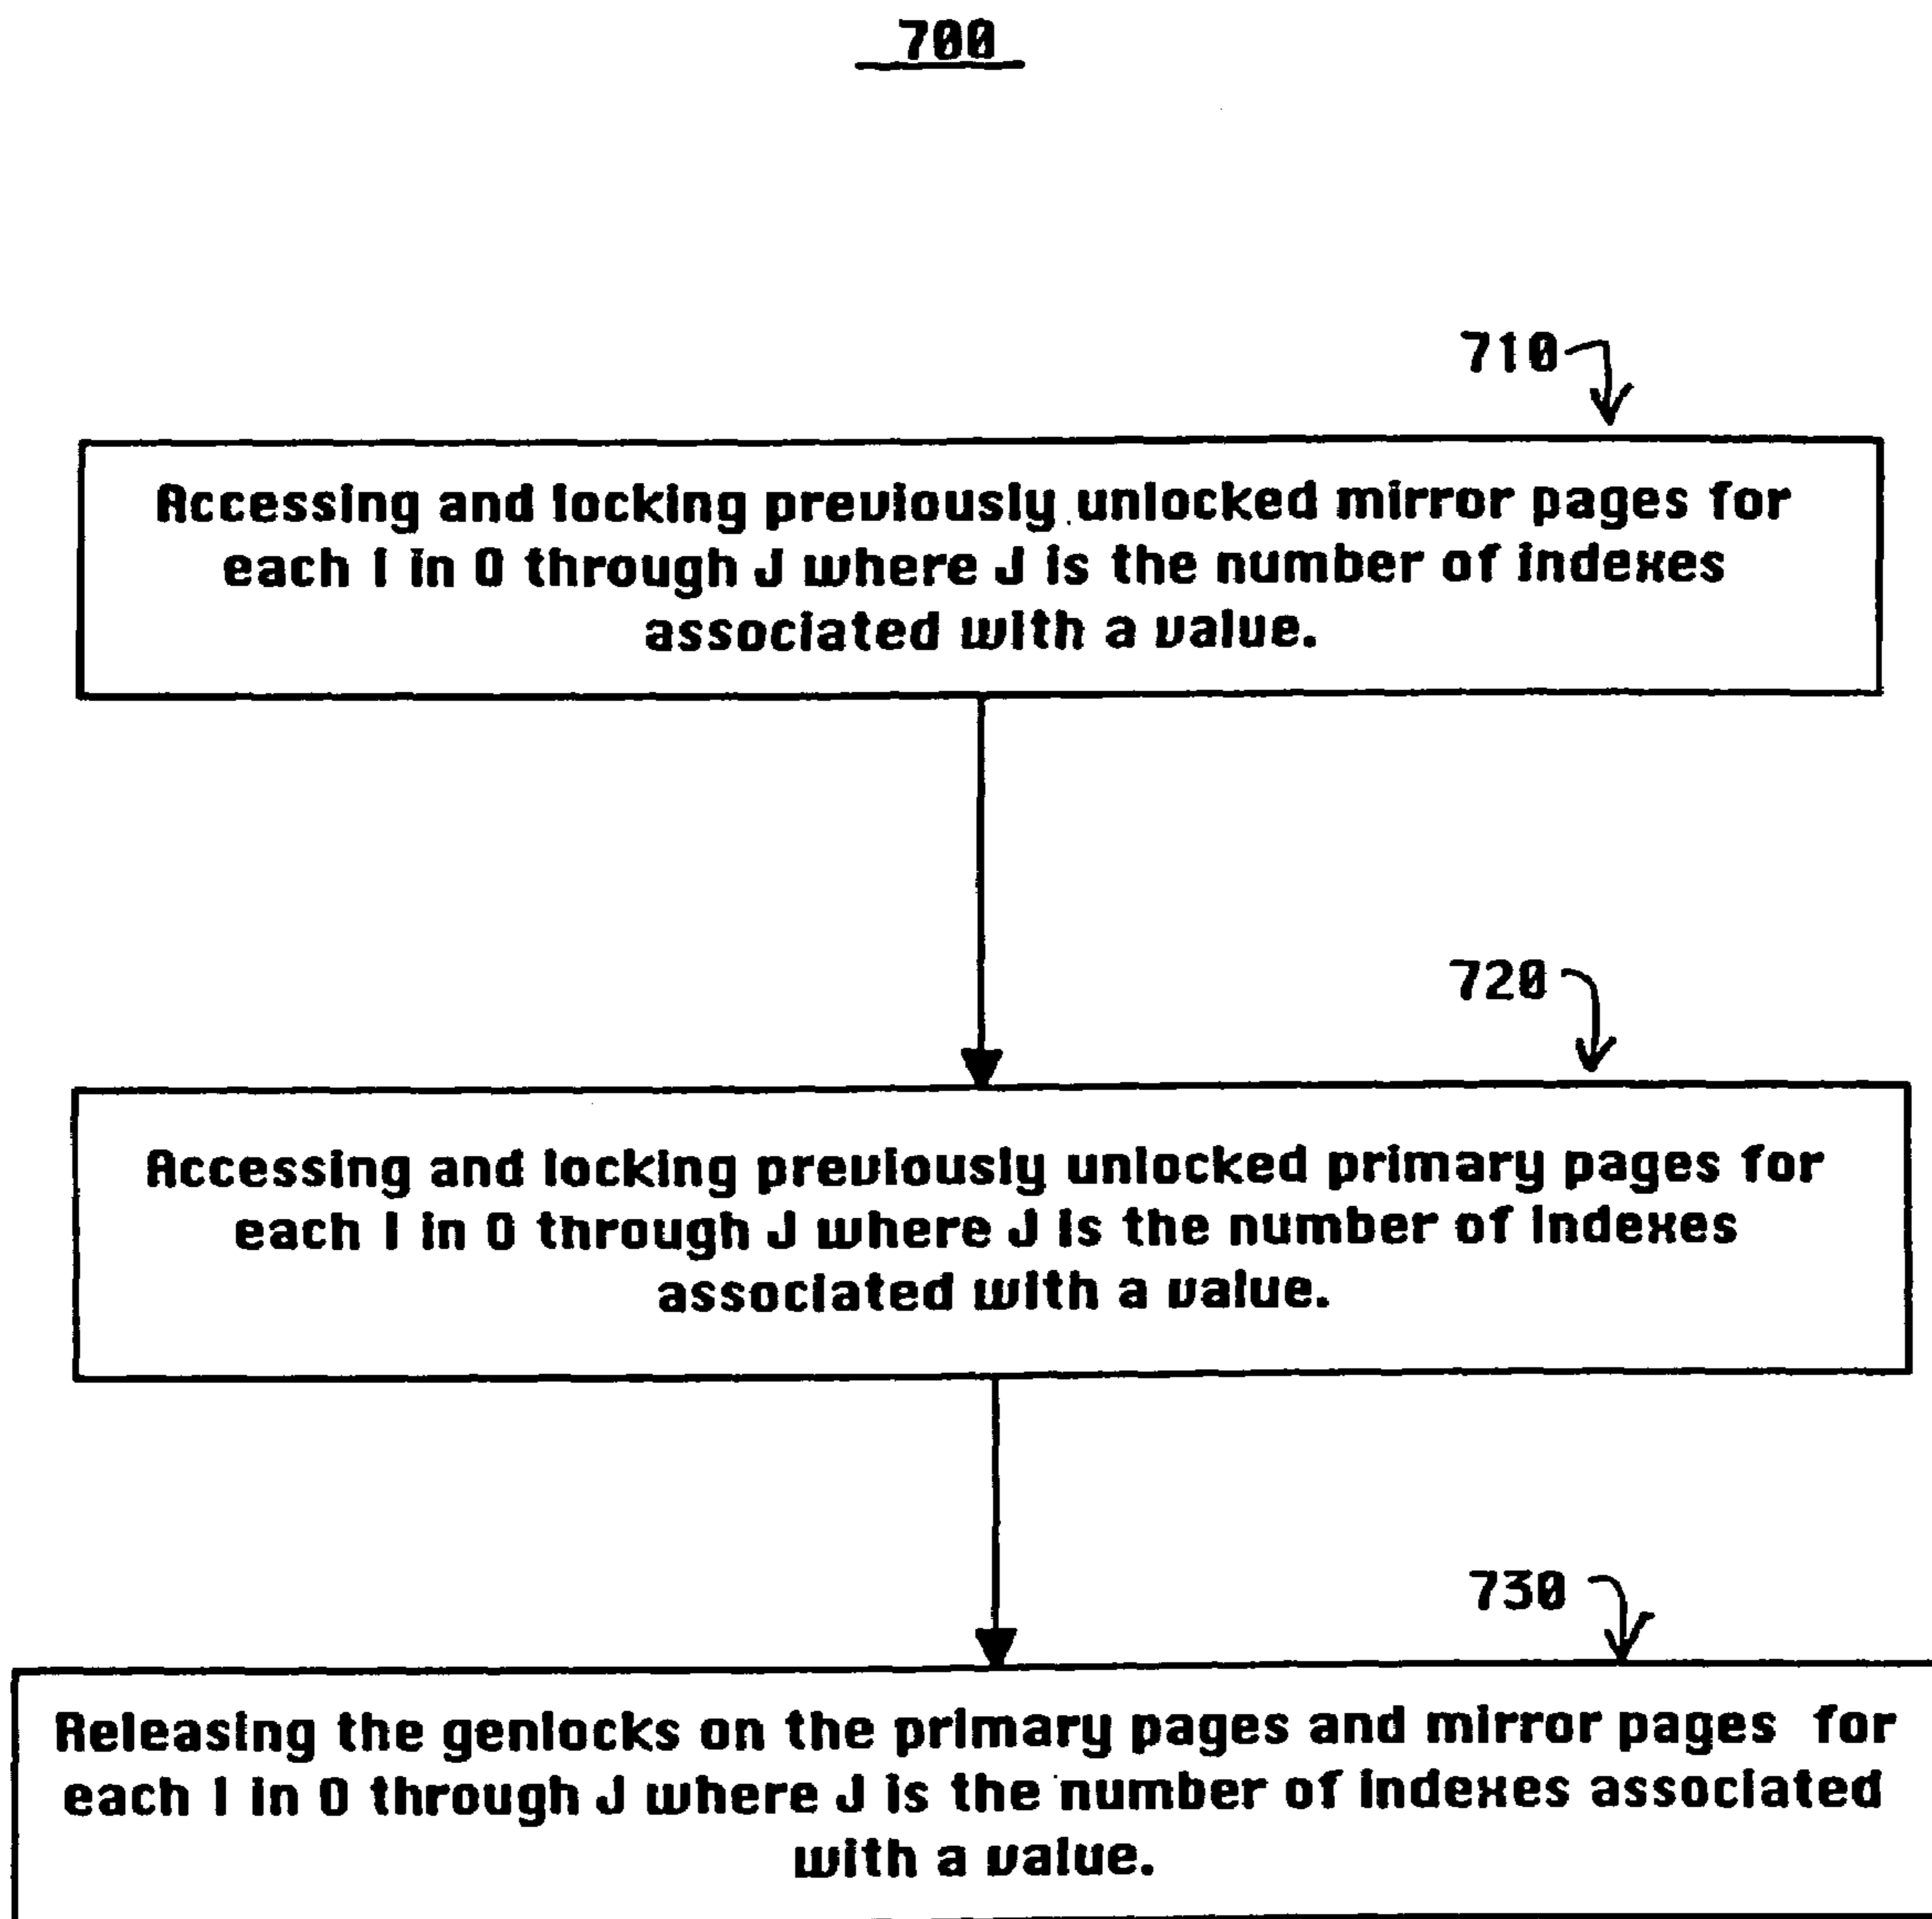 700
710
Accessing and locking previously unlocked mirror pages for
each I in 0 through J where J is the number of indexes
associated with a value.
720
Accessing and locking previously unlocked primary pages for
each I in 0 through J where J is the number of indexes
associated with a value.
730
Releasing the genlocks on the primary pages and mirror pages for
each I in 0 through J where J is the number of indexes associated
with a value.